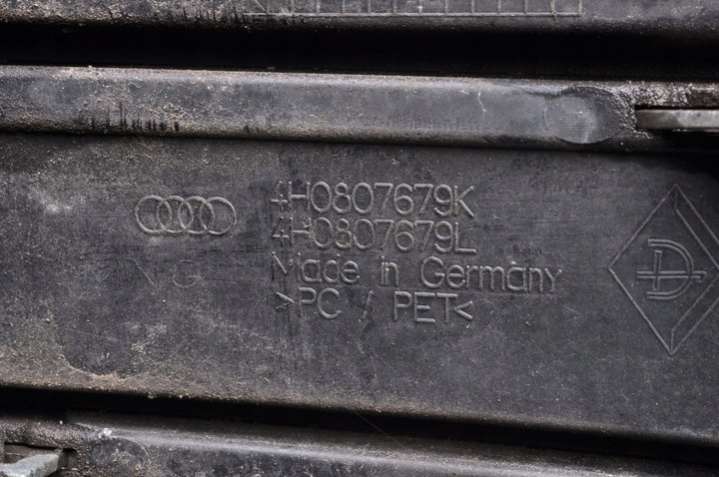 4H0807679K
4H0807679L
Made in Germany
>PC / PET<